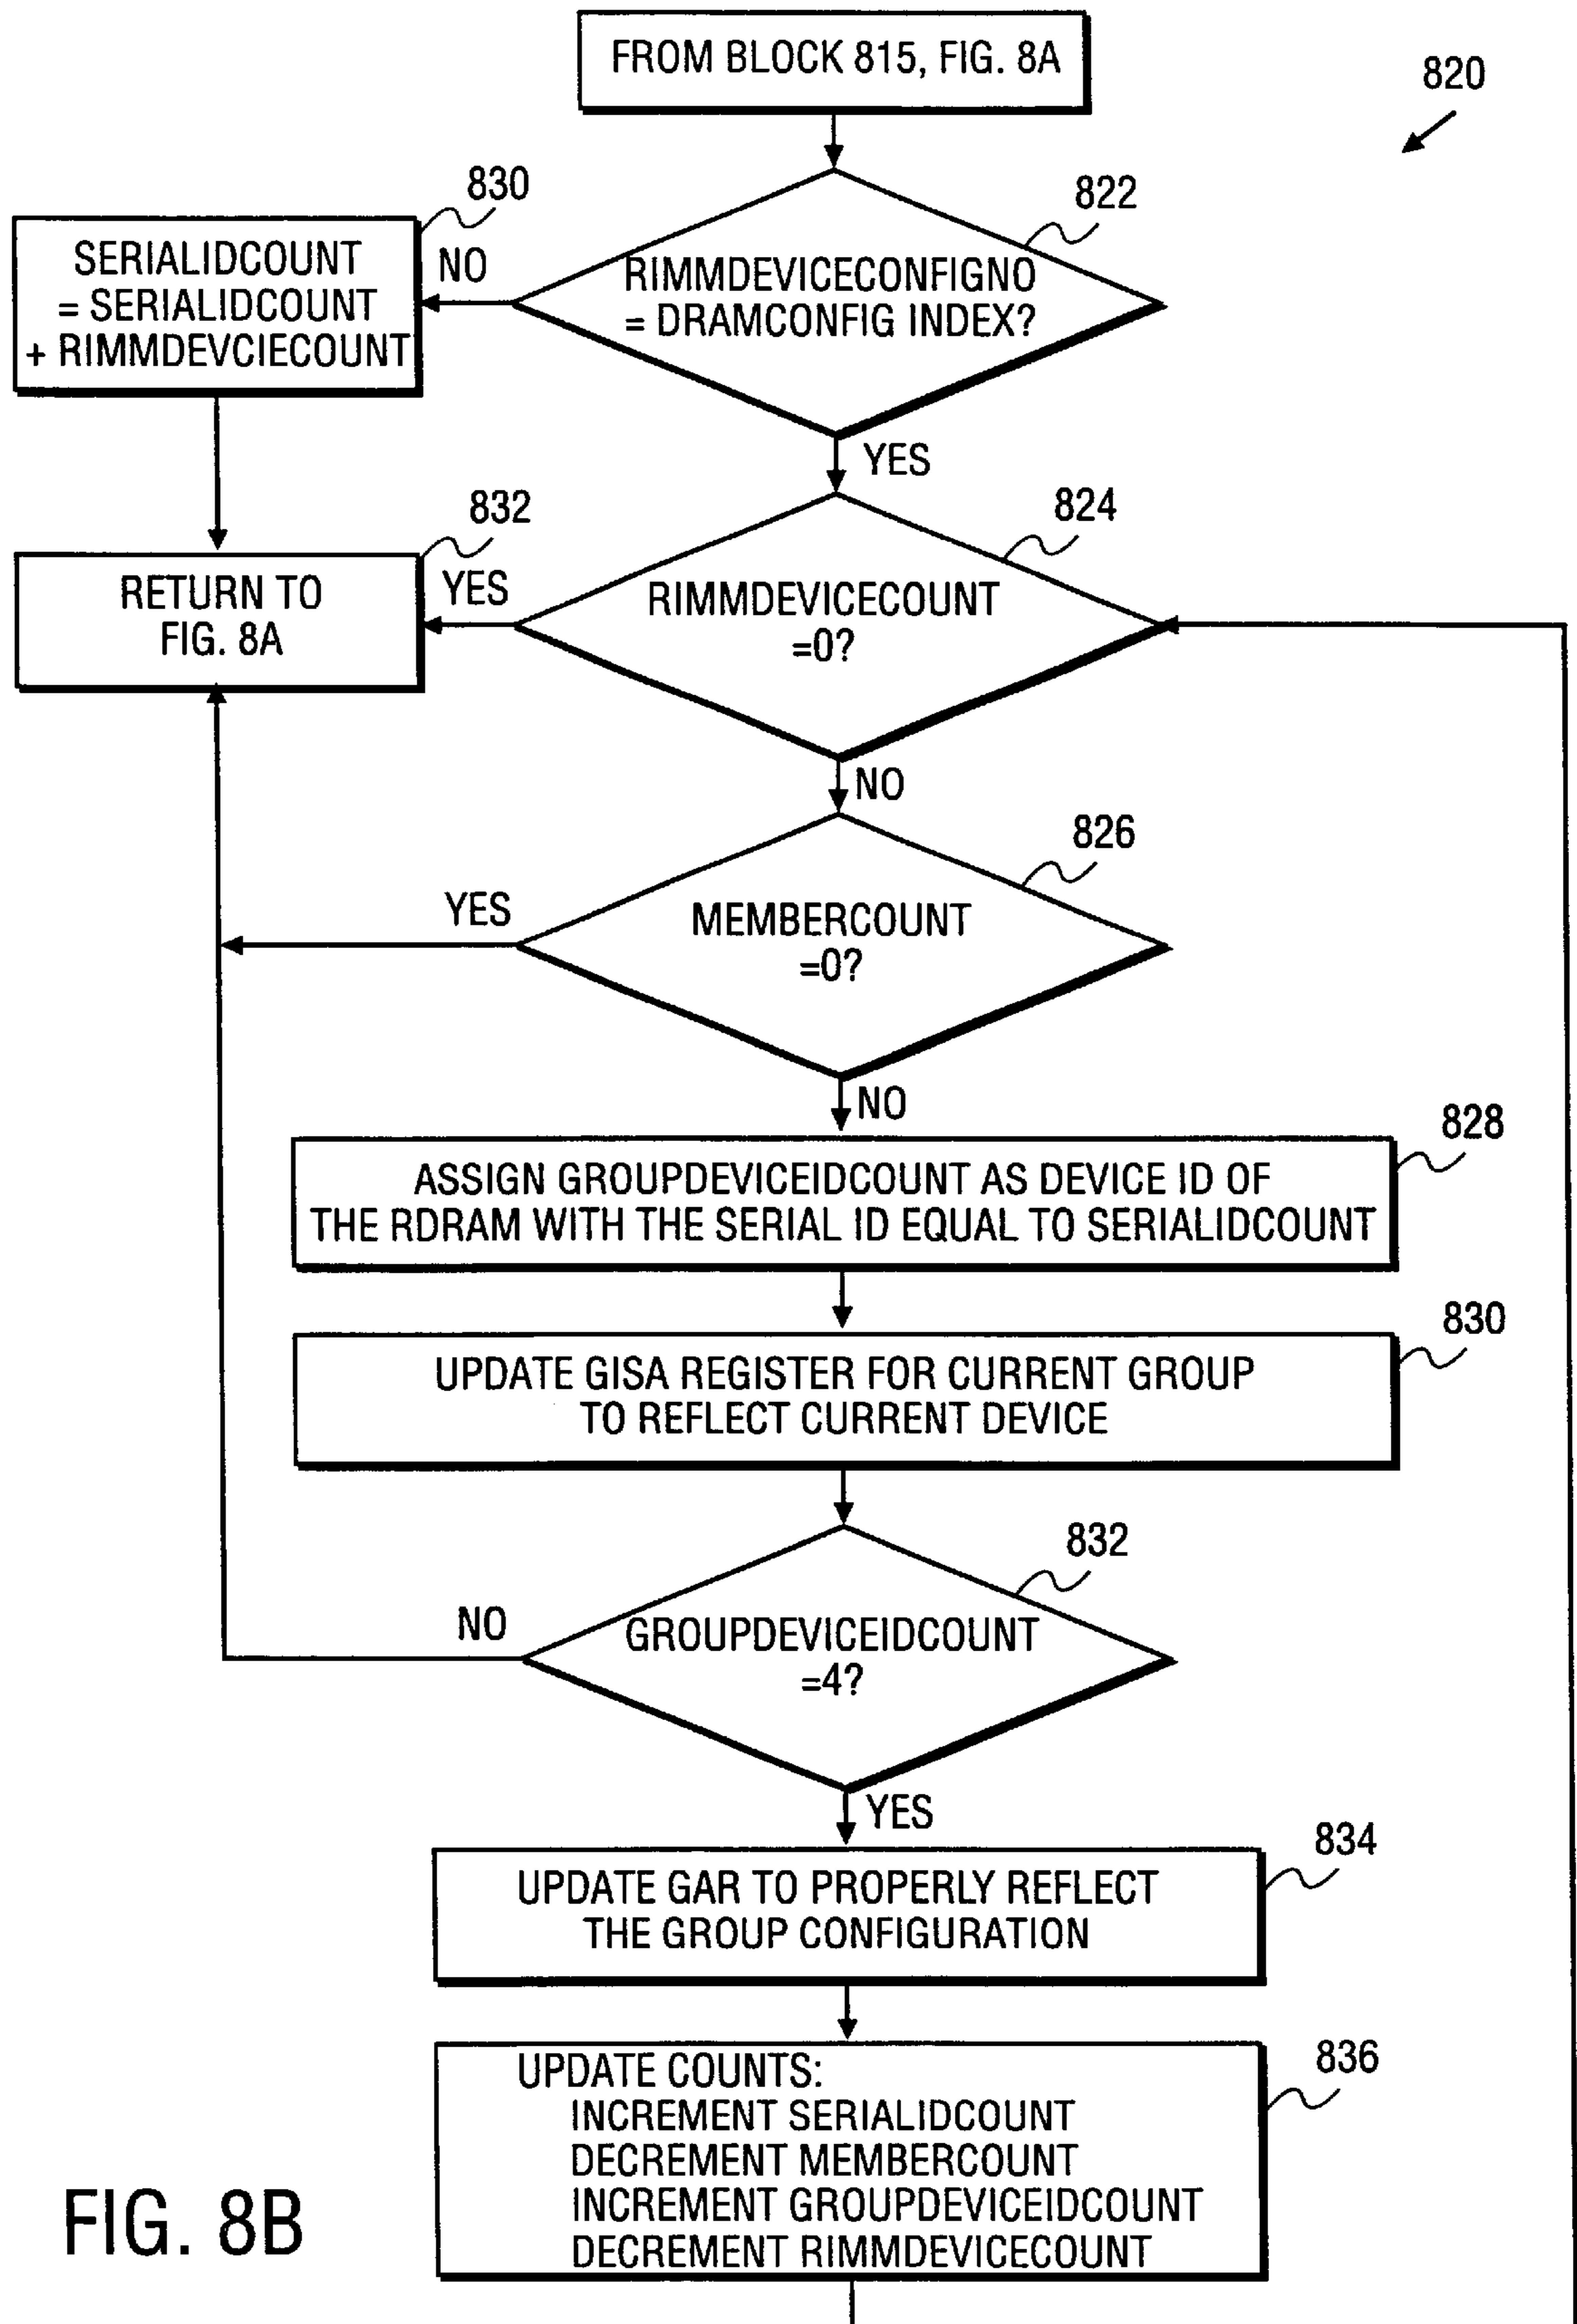 FROM BLOCK 815, FIG. 8A
820
822
RIMMDEVICECONFIGNO
= DRAMCONFIG INDEX?
NO
830
SERIALIDCOUNT
= SERIALIDCOUNT
+ RIMMDEVCIECOUNT
YES
824
RIMMDEVICECOUNT
=0?
YES
832
RETURN TO
FIG. 8A
NO
826
MEMBERCOUNT
=0?
YES
NO
828
ASSIGN GROUPDEVICEIDCOUNT AS DEVICE ID OF
THE RDRAM WITH THE SERIAL ID EQUAL TO SERIALIDCOUNT
830
UPDATE GISA REGISTER FOR CURRENT GROUP
TO REFLECT CURRENT DEVICE
832
GROUPDEVICEIDCOUNT
=4?
NO
YES
834
UPDATE GAR TO PROPERLY REFLECT
THE GROUP CONFIGURATION
836
UPDATE COUNTS:
INCREMENT SERIALIDCOUNT
DECREMENT MEMBERCOUNT
INCREMENT GROUPDEVICEIDCOUNT
DECREMENT RIMMDEVICECOUNT
FIG. 8B